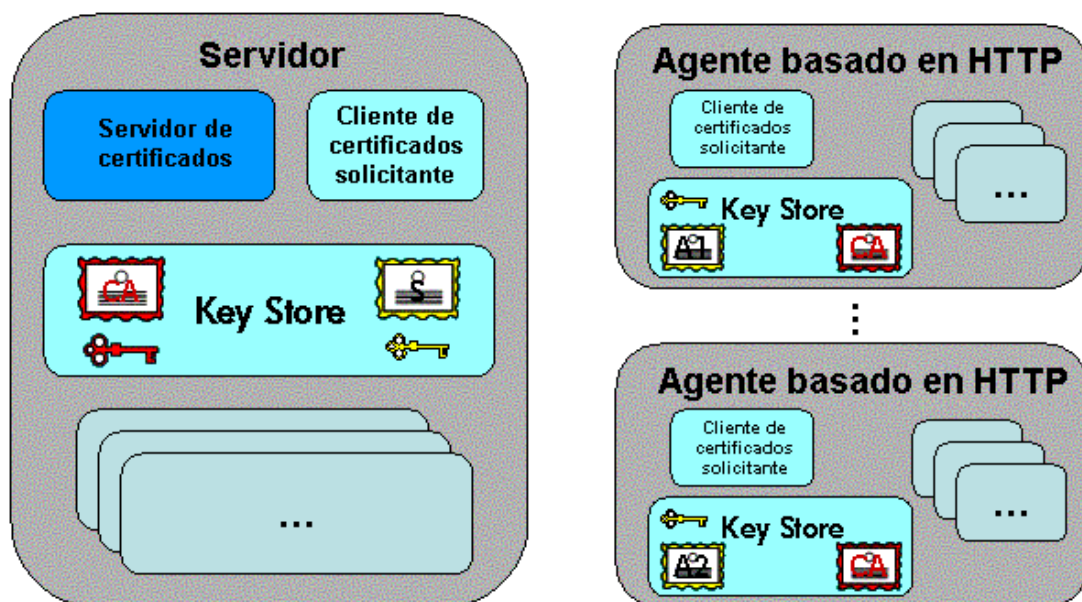 Servidor
Servidor de
certificados
Cliente de
certificados
solicitante
CA
Key Store
S
...
Agente basado en HTTP
Cliente de
certificados
solicitante
...
Key Store
A1
CA
...
Agente basado en HTTP
Cliente de
certificados
solicitante
...
Key Store
A2
CA